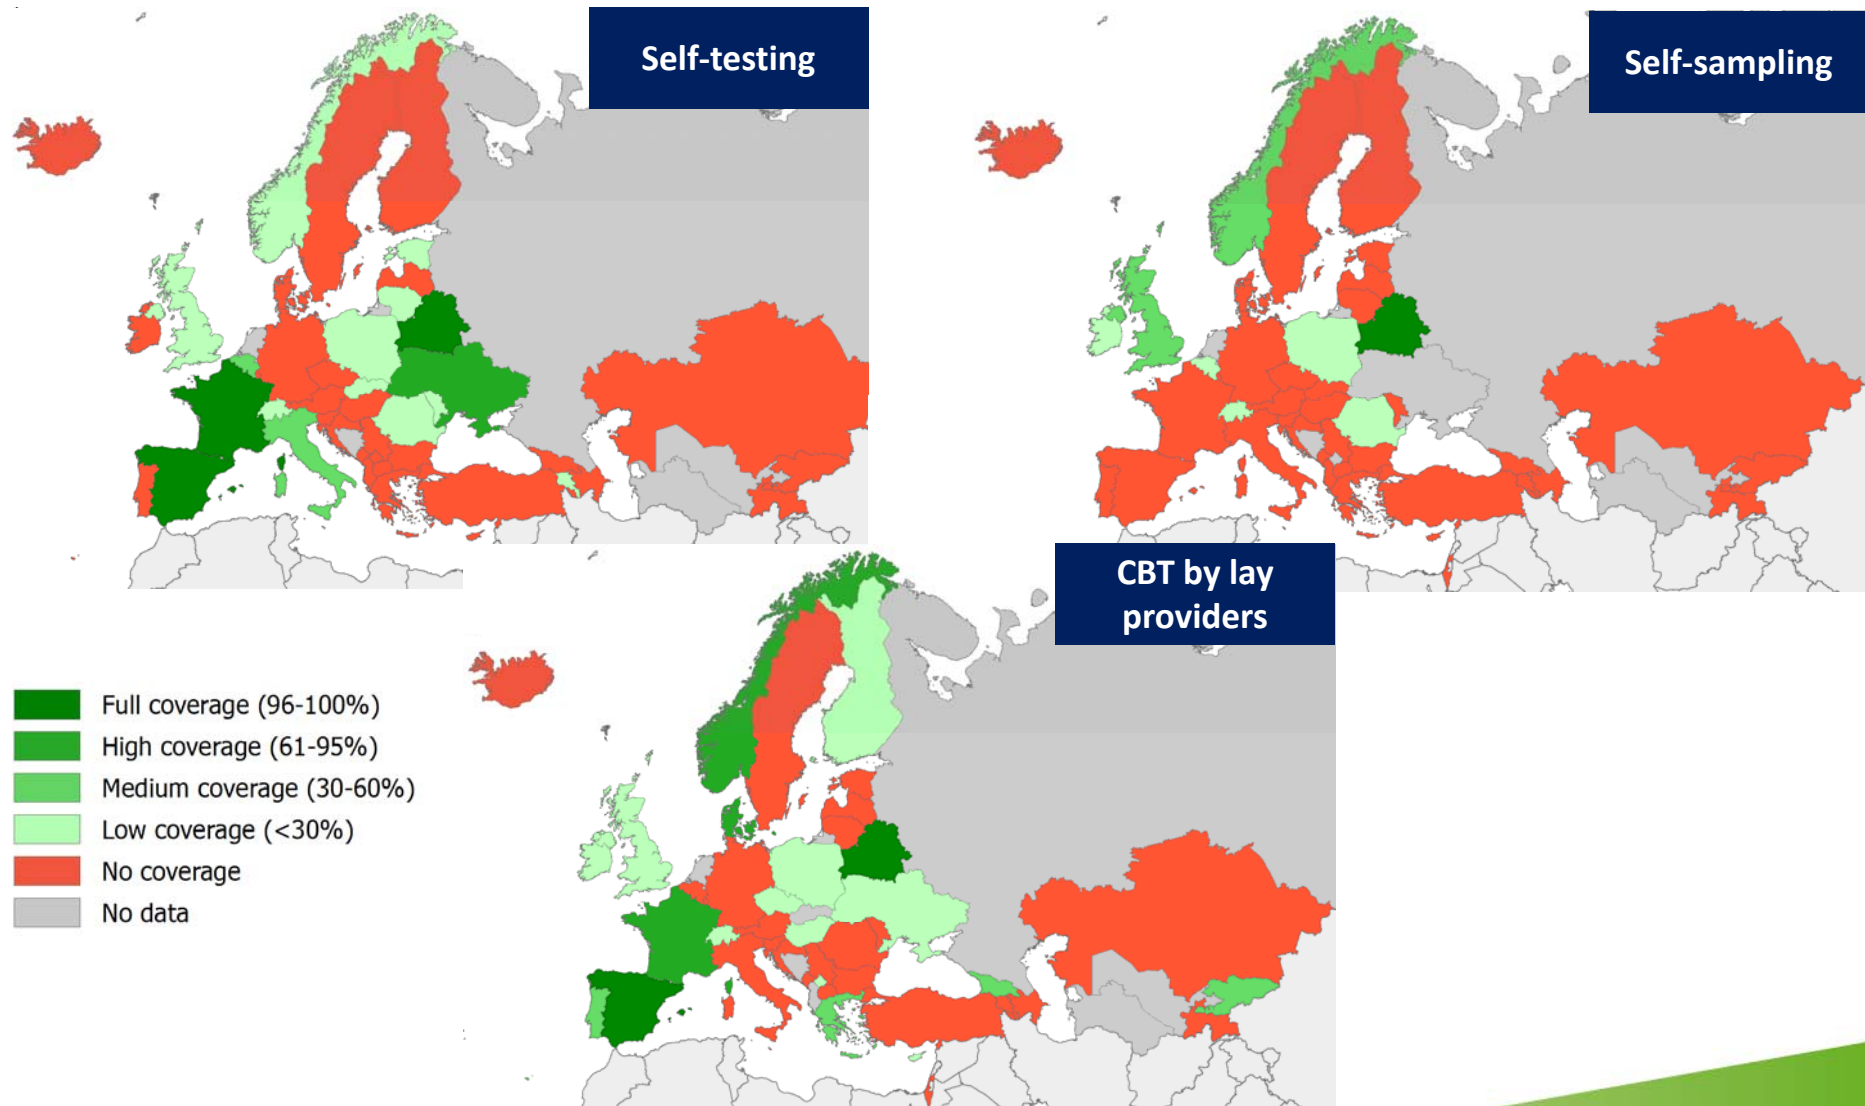 Self-testing
Self-sampling
CBT by lay
providers
Full coverage (96-100%)
High coverage (61-95%)
Medium coverage (30-60%)
Low coverage (<30%)
No coverage
No data